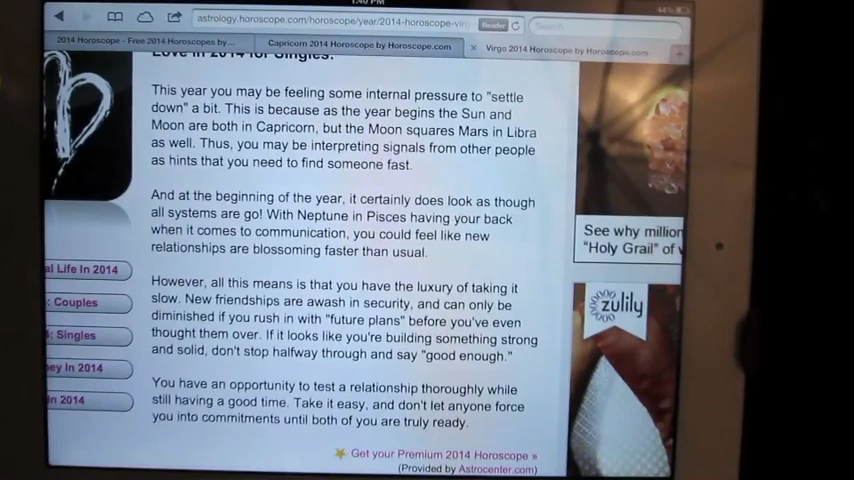 1:40 PM
44%
astrology.horoscope.com/horoscope/year/2014-horoscope-vir
Reader
Search
2014 Horoscope - Free 2014 Horoscopes by...
Capricorn 2014 Horoscope by Horoscope.com
Virgo 2014 Horoscope by Horoscope.com
Love in 2014 for Singles:
This year you may be feeling some internal pressure to "settle
down" a bit. This is because as the year begins the Sun and
Moon are both in Capricorn, but the Moon squares Mars in Libra
as well. Thus, you may be interpreting signals from other people
as hints that you need to find someone fast.
And at the beginning of the year, it certainly does look as though
all systems are go! With Neptune in Pisces having your back
when it comes to communication, you could feel like new
relationships are blossoming faster than usual.
However, all this means is that you have the luxury of taking it
slow. New friendships are awash in security, and can only be
diminished if you rush in with "future plans" before you've even
thought them over. If it looks like you're building something strong
and solid, don't stop halfway through and say "good enough."
You have an opportunity to test a relationship thoroughly while
still having a good time. Take it easy, and don't let anyone force
you into commitments until both of you are truly ready.
Get your Premium 2014 Horoscope »
(Provided by Astrocenter.com)
al Life In 2014
: Couples
: Singles
ey In 2014
In 2014
See why million
"Holy Grail" of
zulily